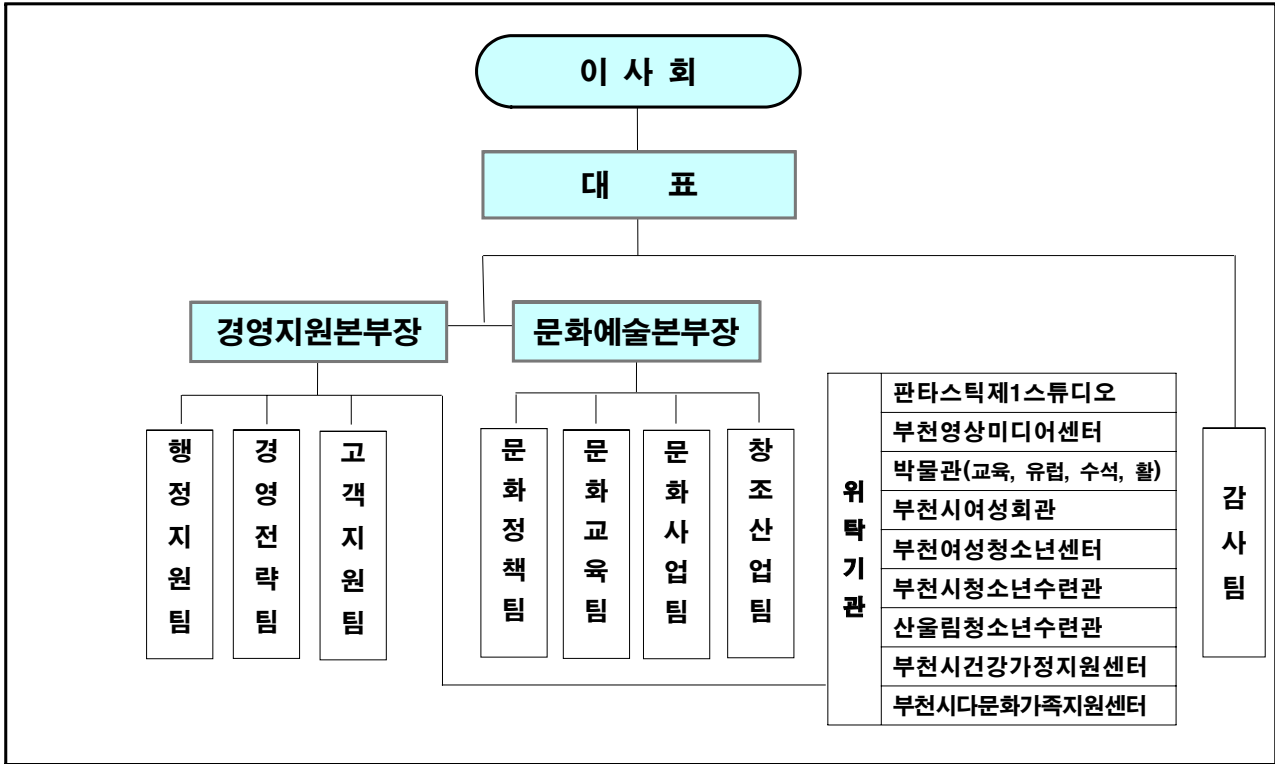 이 사 회
대 표
경영지원본부장
문화예술본부장
행정지원팀
경영전략팀
고객지원팀
문화정책팀
문화교육팀
문화사업팀
창조산업팀
위탁기관
판타스틱제1스튜디오
부천영상미디어센터
박물관(교육, 유럽, 수석, 활)
부천시여성회관
부천여성청소년센터
부천시청소년수련관
산울림청소년수련관
부천시건강가정지원센터
부천시다문화가족지원센터
감사팀